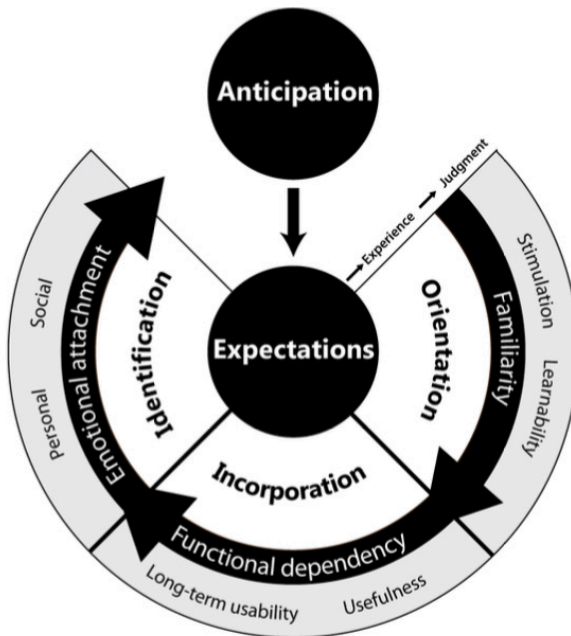 Anticipation
Judgment
Experience
Expectations
Orientation
Familiarity
Stimulation
Learnability
Incorporation
Functional dependency
Long-term usability
Usefulness
Identification
Emotional attachment
Social
Personal